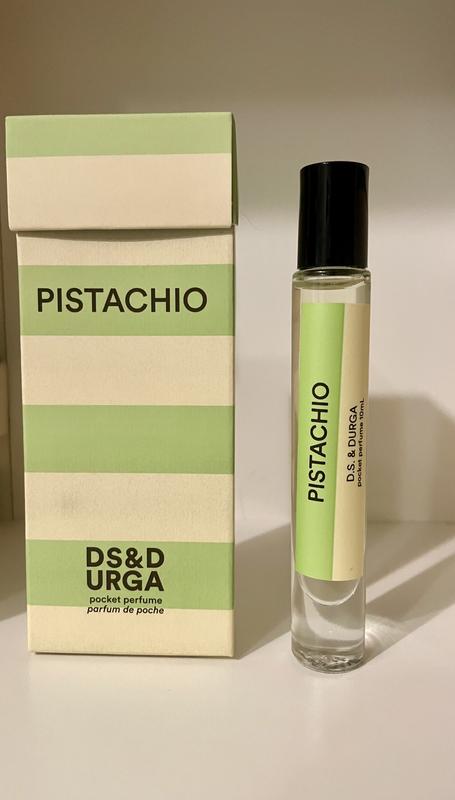 PISTACHIO
DS&D
URGA
pocket perfume
parfum de poche
PISTACHIO
D.S. & DURGA
pocket perfume 10mL